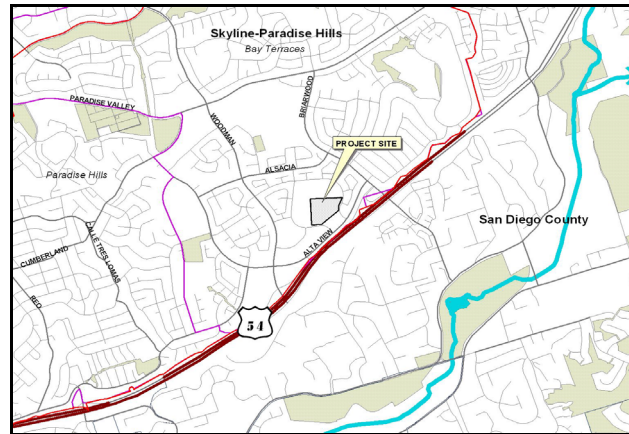 Skyline-Paradise Hills
Bay Terraces
BRIARWOOD
PARADISE VALLEY
WOODMAN
PROJECT SITE
ALSACIA
Paradise Hills
San Diego County
ALTA VIEW
CALLE TRES LOMAS
CUMBERLAND
REO
54